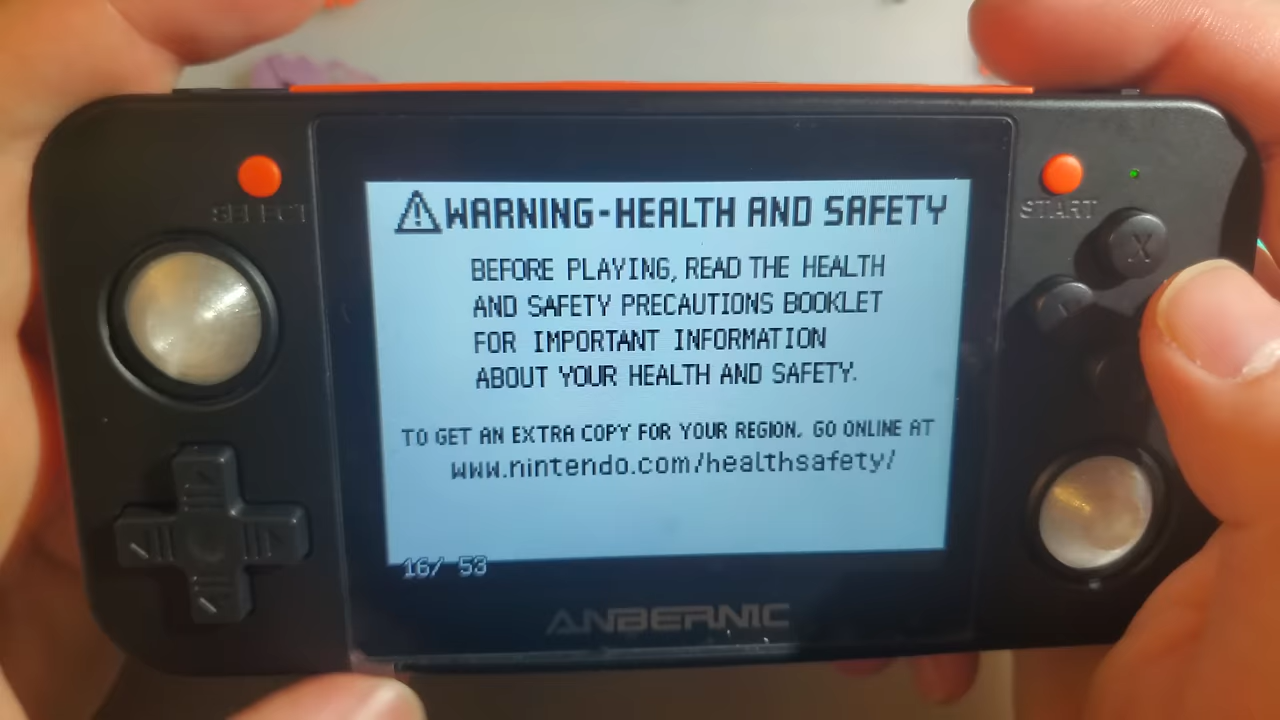 ⚠WARNING-HEALTH AND SAFETY
BEFORE PLAYING, READ THE HEALTH
AND SAFETY PRECAUTIONS BOOKLET
FOR IMPORTANT INFORMATION
ABOUT YOUR HEALTH AND SAFETY.
TO GET AN EXTRA COPY FOR YOUR REGION, GO ONLINE AT
www.nintendo.com/healthsafety/
16/ 53
ANBERNIC
SELECT
START
X